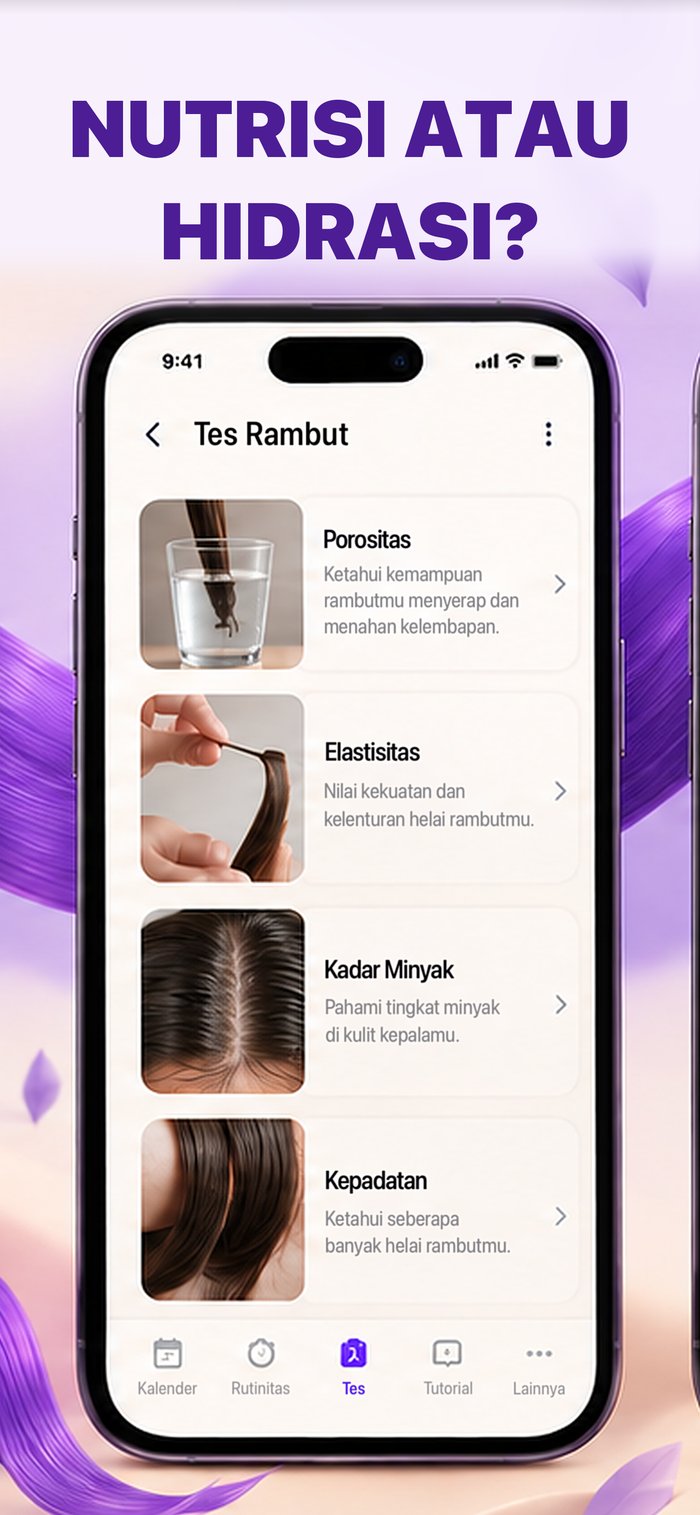 NUTRISI ATAU
HIDRASI?
9:41
Tes Rambut
Porositas
Ketahui kemampuan
rambutmu menyerap dan
menahan kelembapan.
Elastisitas
Nilai kekuatan dan
kelenturan helai rambutmu.
Kadar Minyak
Pahami tingkat minyak
di kulit kepalamu.
Kepadatan
Ketahui seberapa
banyak helai rambutmu.
Kalender
Rutinitas
Tes
Tutorial
Lainnya